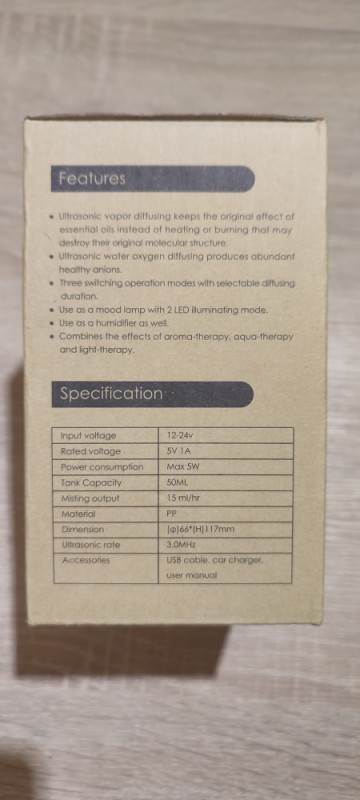 Features
• Ultrasonic vapor diffusing keeps the original effect of
essential oils instead of heating or burning that may
destroy their original molecular structure.
• Ultrasonic water oxygen diffusing produces abundant
healthy anions.
• Three switching operation modes with selectable diffusing
duration.
• Use as a mood lamp with 2 LED illuminating mode.
• Use as a humidifier as well.
• Combines the effects of aroma-therapy, aqua-therapy
and light-therapy.
Specification
Input voltage 12-24v
Rated voltage 5V 1A
Power consumption Max 5W
Tank Capacity 50ML
Misting output 15 ml/hr
Material PP
Dimension (φ)66*(H)117mm
Ultrasonic rate 3.0MHz
Accessories USB cable, car charger,
user manual